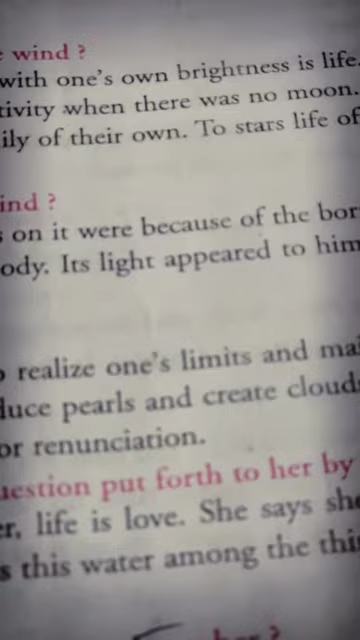 wind ?
with one's own brightness is life.
tivity when there was no moon.
ily of their own. To stars life of
ind ?
s on it were because of the bor
ody. Its light appeared to him
o realize one's limits and mai
duce pearls and create cloud
or renunciation.
uestion put forth to her by
er, life is love. She says she
s this water among the thi